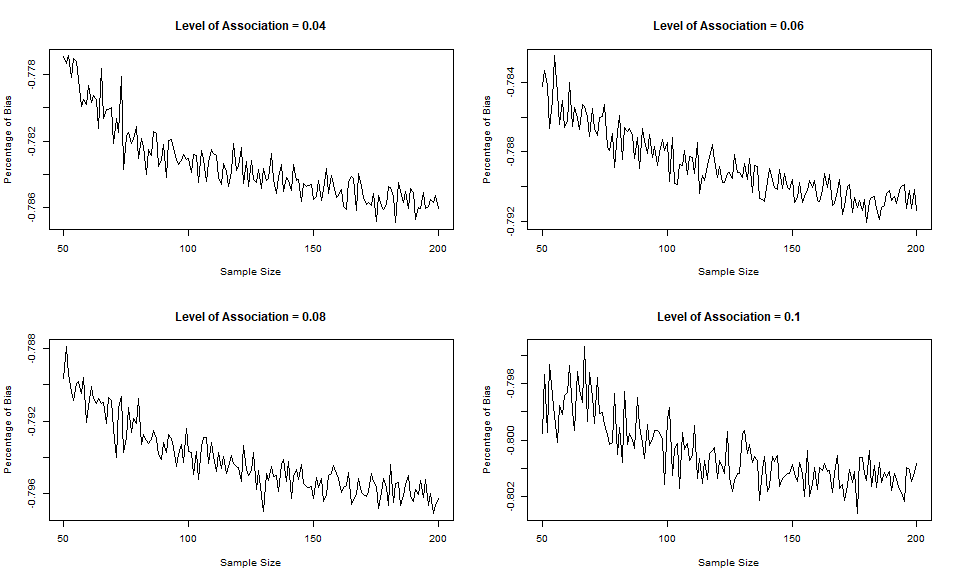 Level of Association = 0.04
Percentage of Bias
-0.778
-0.782
-0.786
50 100 150 200
Sample Size
Level of Association = 0.06
Percentage of Bias
-0.784
-0.788
-0.792
50 100 150 200
Sample Size
Level of Association = 0.08
Percentage of Bias
-0.788
-0.792
-0.796
50 100 150 200
Sample Size
Level of Association = 0.1
Percentage of Bias
-0.798
-0.800
-0.802
50 100 150 200
Sample Size